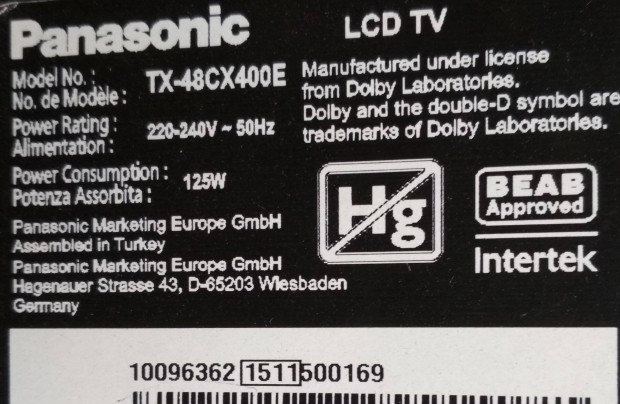 Panasonic
LCD TV
Model No. :
No. de Modèle :
TX-48CX400E
Power Rating :
Alimentation :
220-240V ~ 50Hz
Power Consumption :
Potenza Assorbita :
125W
Panasonic Marketing Europe GmbH
Assembled in Turkey
Panasonic Marketing Europe GmbH
Hagenauer Strasse 43, D-65203 Wiesbaden
Germany
Manufactured under license
from Dolby Laboratories.
Dolby and the double-D symbol are
trademarks of Dolby Laboratories.
Hg
BEAB
Approved
Intertek
10096362 1511500169